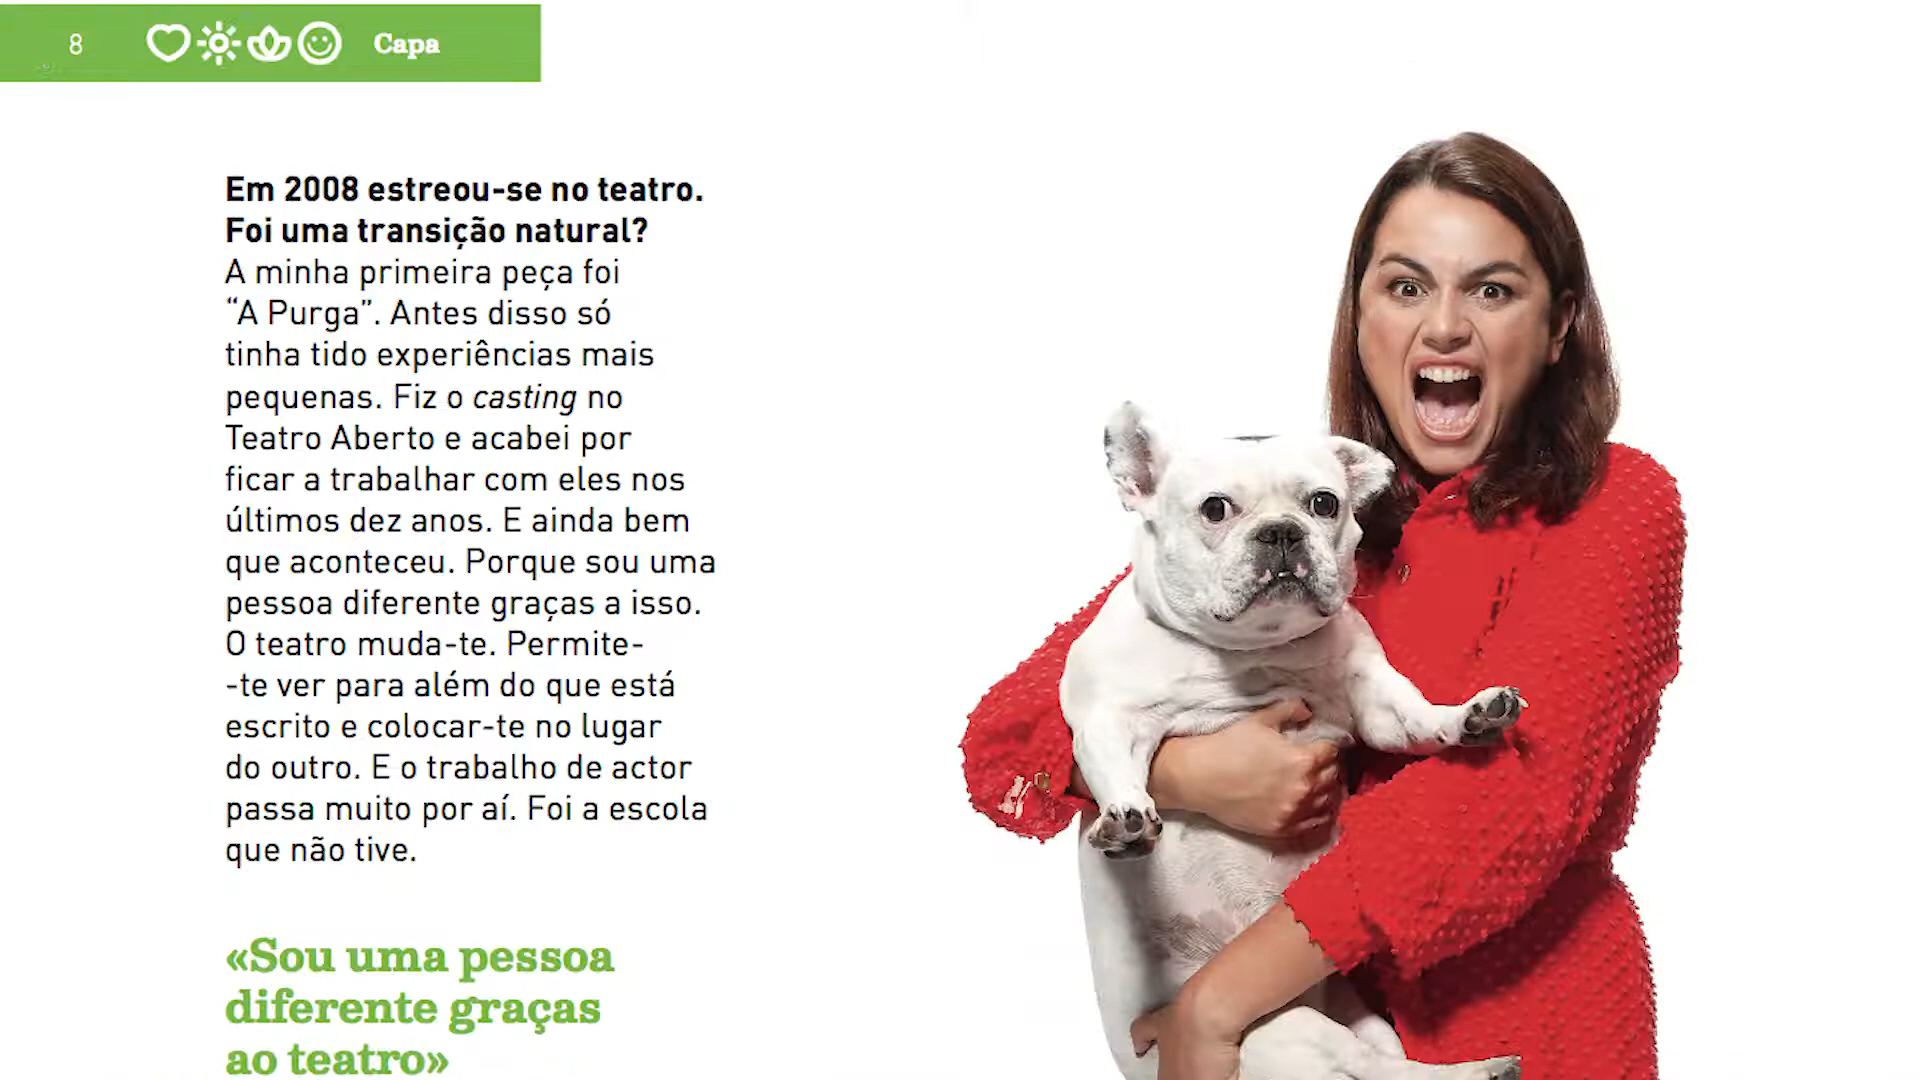 8
Capa
Em 2008 estreou-se no teatro.
Foi uma transição natural?
A minha primeira peça foi
“A Purga”. Antes disso só
tinha tido experiências mais
pequenas. Fiz o casting no
Teatro Aberto e acabei por
ficar a trabalhar com eles nos
últimos dez anos. E ainda bem
que aconteceu. Porque sou uma
pessoa diferente graças a isso.
O teatro muda-te. Permite-
-te ver para além do que está
escrito e colocar-te no lugar
do outro. E o trabalho de actor
passa muito por aí. Foi a escola
que não tive.
«Sou uma pessoa
diferente graças
ao teatro»